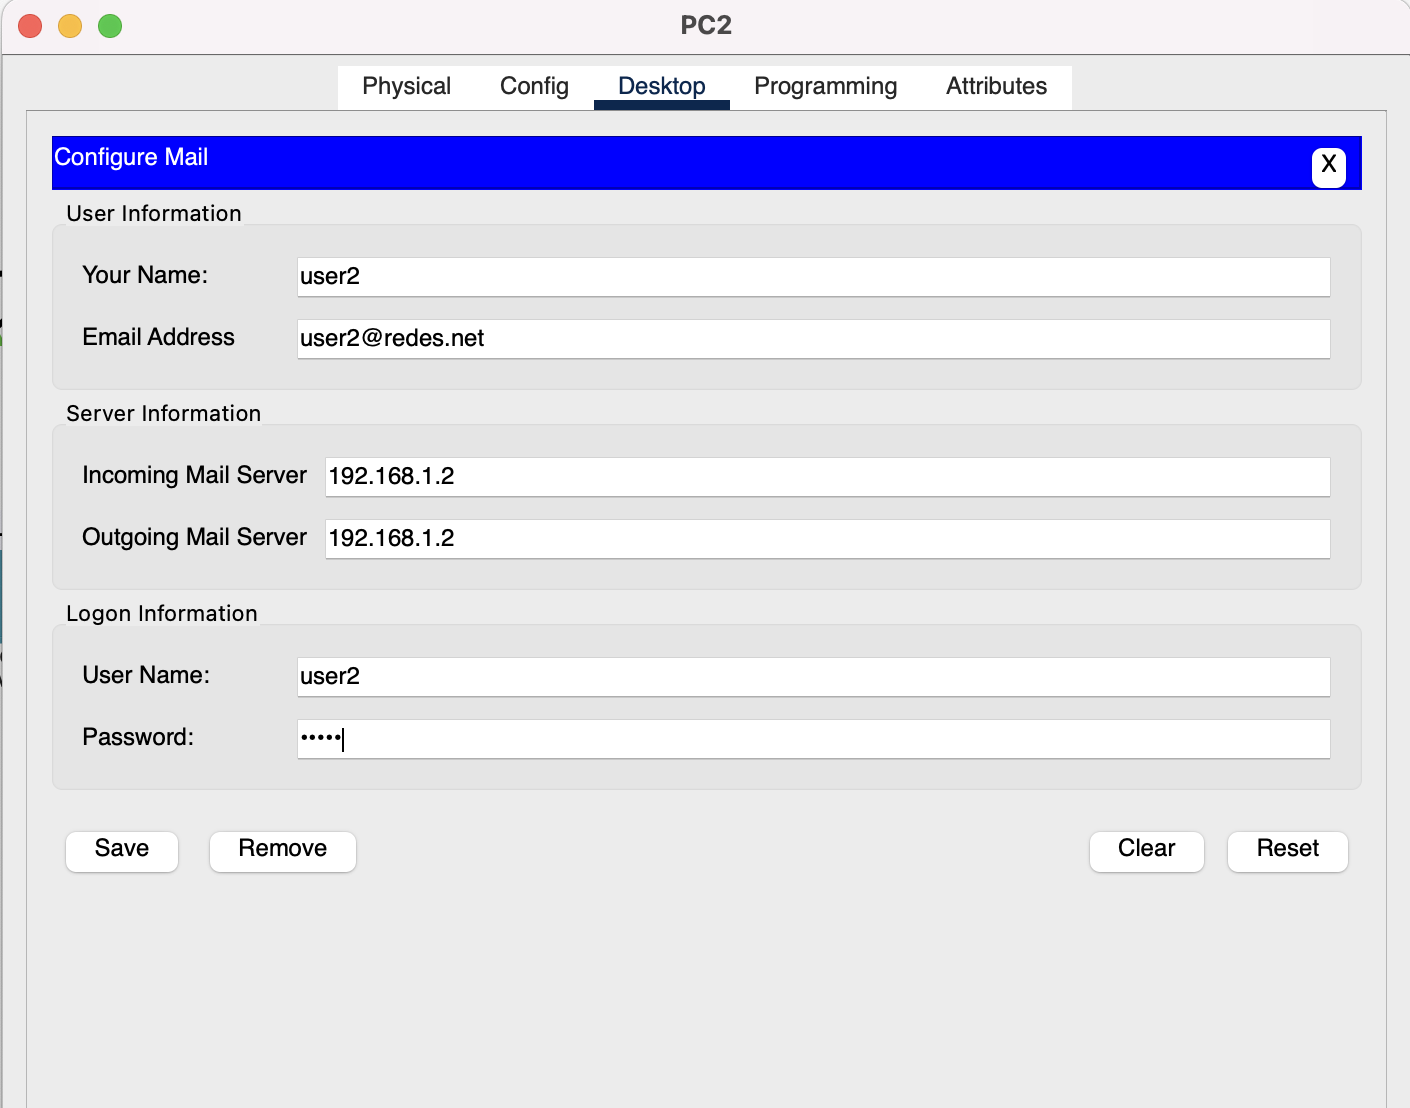 PC2
Physical Config Desktop Programming Attributes
Configure Mail X
User Information
Your Name: user2
Email Address user2@redes.net
Server Information
Incoming Mail Server 192.168.1.2
Outgoing Mail Server 192.168.1.2
Logon Information
User Name: user2
Password: •••••
Save Remove Clear Reset